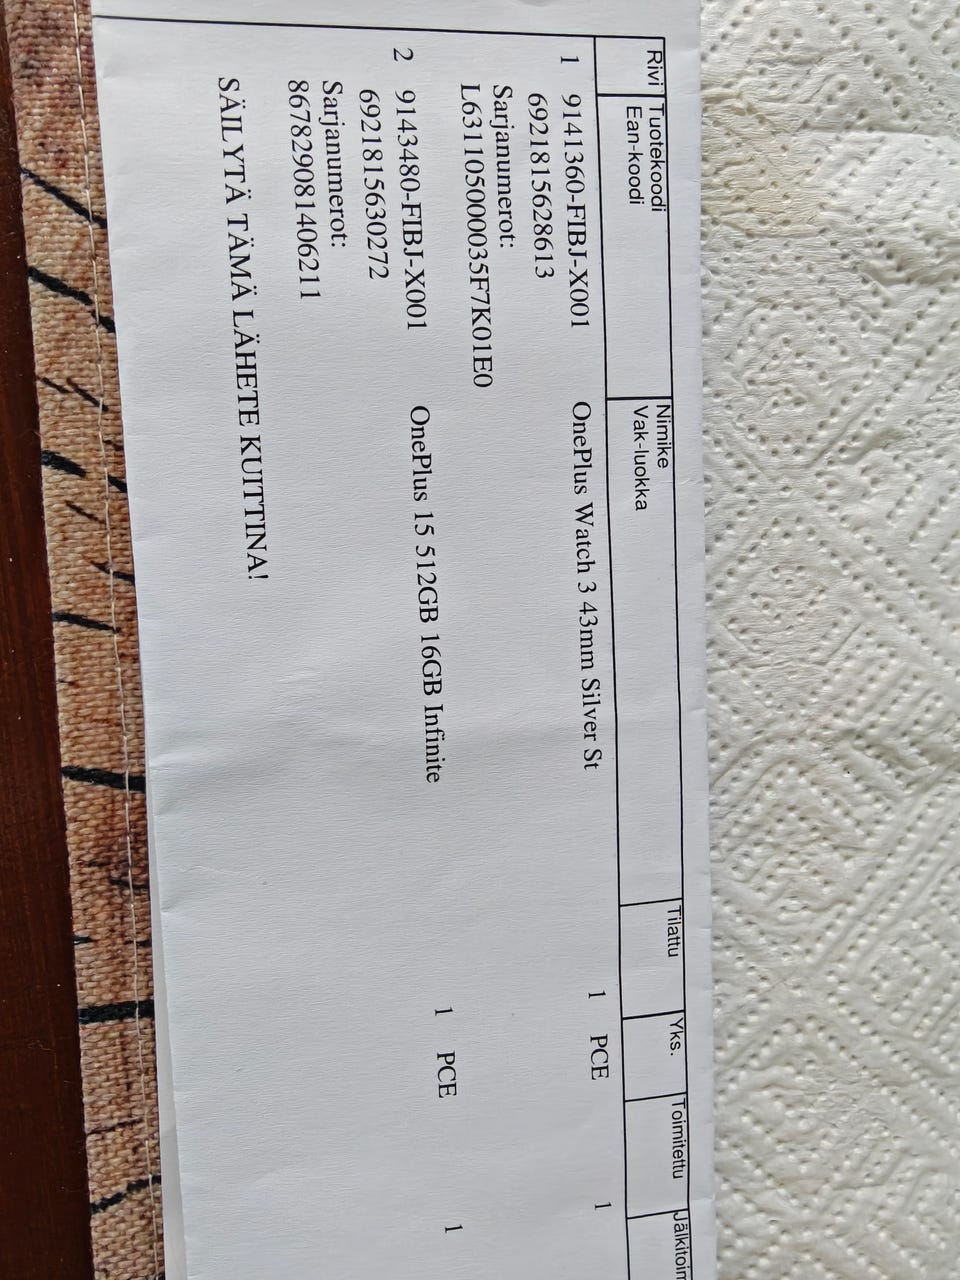 Rivi Tuotekoodi Nimike Tilattu Yks. Toimitettu Jälkitoim
Ean-koodi Vak-luokka
1 9141360-FIBJ-X001 OnePlus Watch 3 43mm Silver St 1 PCE 1
6921815628613
Sarjanumerot:
L631105000035F7K01E0
2 9143480-FIBJ-X001 OnePlus 15 512GB 16GB Infinite 1 PCE 1
6921815630272
Sarjanumerot:
867829081406211
SÄILYTÄ TÄMÄ LÄHETE KUITTINA!